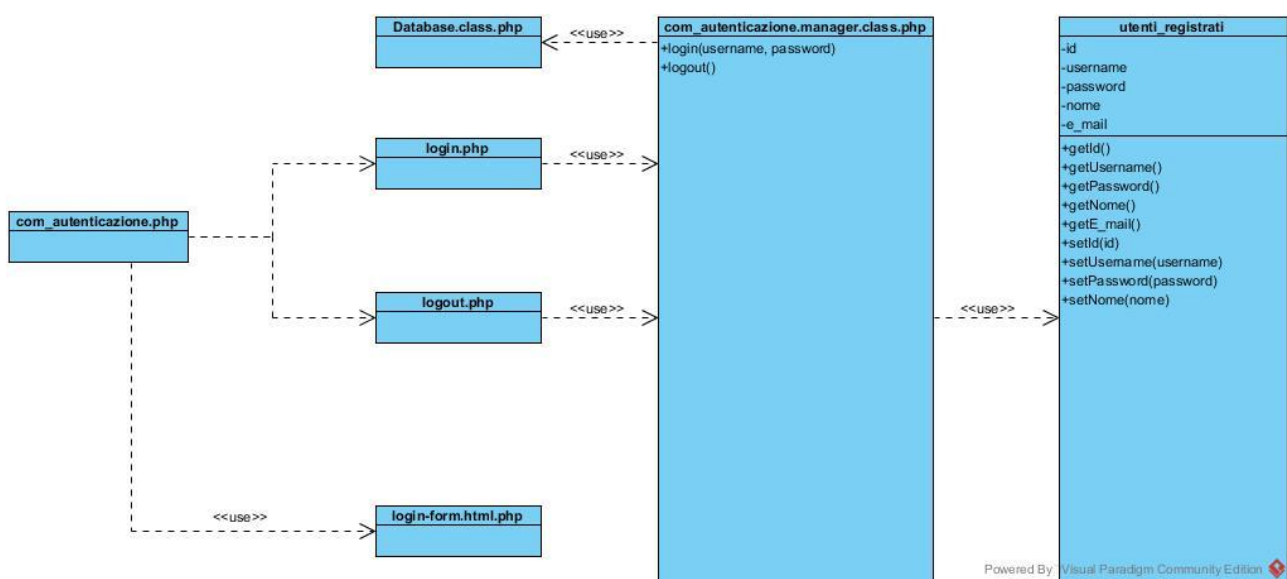 Database.class.php
<<use>>
com_autenticazione.manager.class.php
+login(username, password)
+logout()
utenti_registrati
-id
-username
-password
-nome
-e_mail
+getId()
+getUsername()
+getPassword()
+getNome()
+getE_mail()
+setId(id)
+setUsername(username)
+setPassword(password)
+setNome(nome)
login.php
<<use>>
com_autenticazione.php
logout.php
<<use>>
<<use>>
<<use>>
login-form.html.php
Powered By Visual Paradigm Community Edition